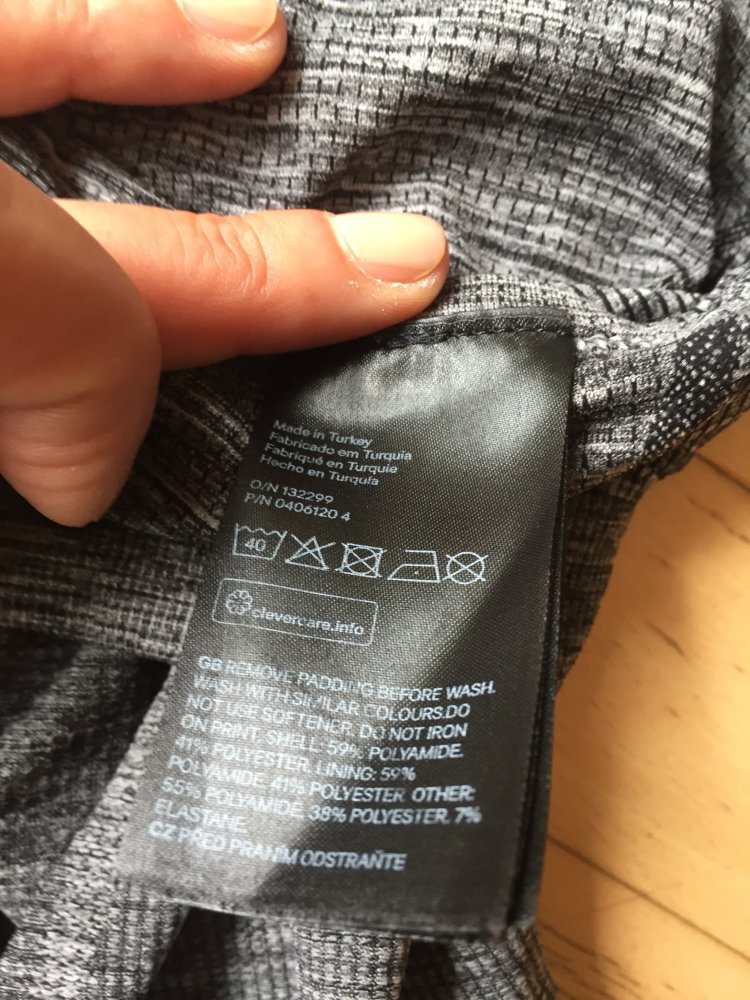 Made in Turkey
Fabricado em Turquia
Fabriqué en Turquie
Hecho en Turquía
O/N 132299
P/N 0406120 4
40
clevercare.info
GB REMOVE PADDING BEFORE WASH.
WASH WITH SIMILAR COLOURS.DO
NOT USE SOFTENER. DO NOT IRON
ON PRINT. SHELL: 59% POLYAMIDE.
41% POLYESTER. LINING: 59%
POLYAMIDE. 41% POLYESTER. OTHER:
55% POLYAMIDE. 38% POLYESTER. 7%
ELASTANE.
CZ PŘED PRANÍM ODSTRAŇTE